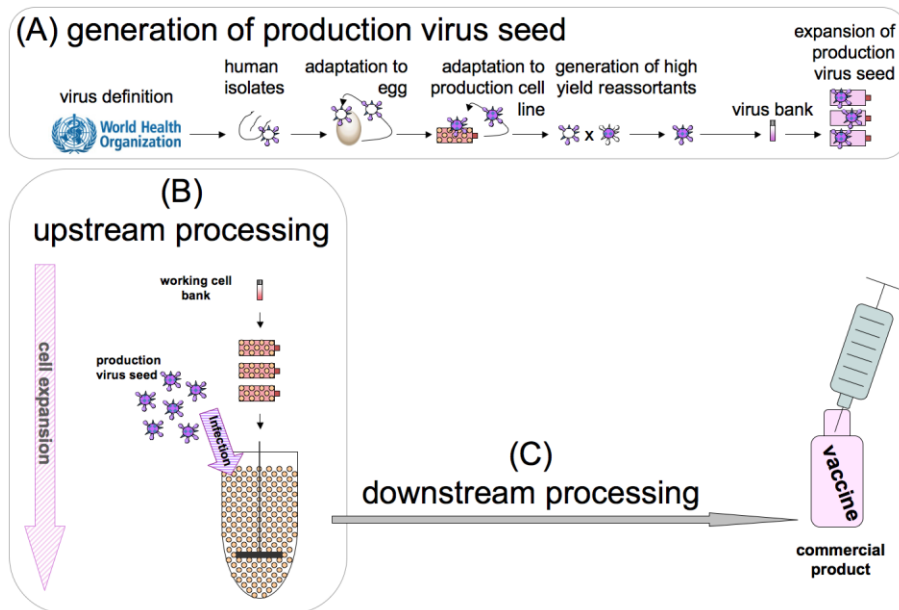 (A) generation of production virus seed
virus definition
World Health
Organization
human
isolates
adaptation to
egg
adaptation to
production cell
line
generation of high
yield reassortants
x
virus bank
expansion of
production
virus seed
(B)
upstream processing
cell expansion
working cell
bank
production
virus seed
Infection
(C)
downstream processing
vaccine
commercial
product